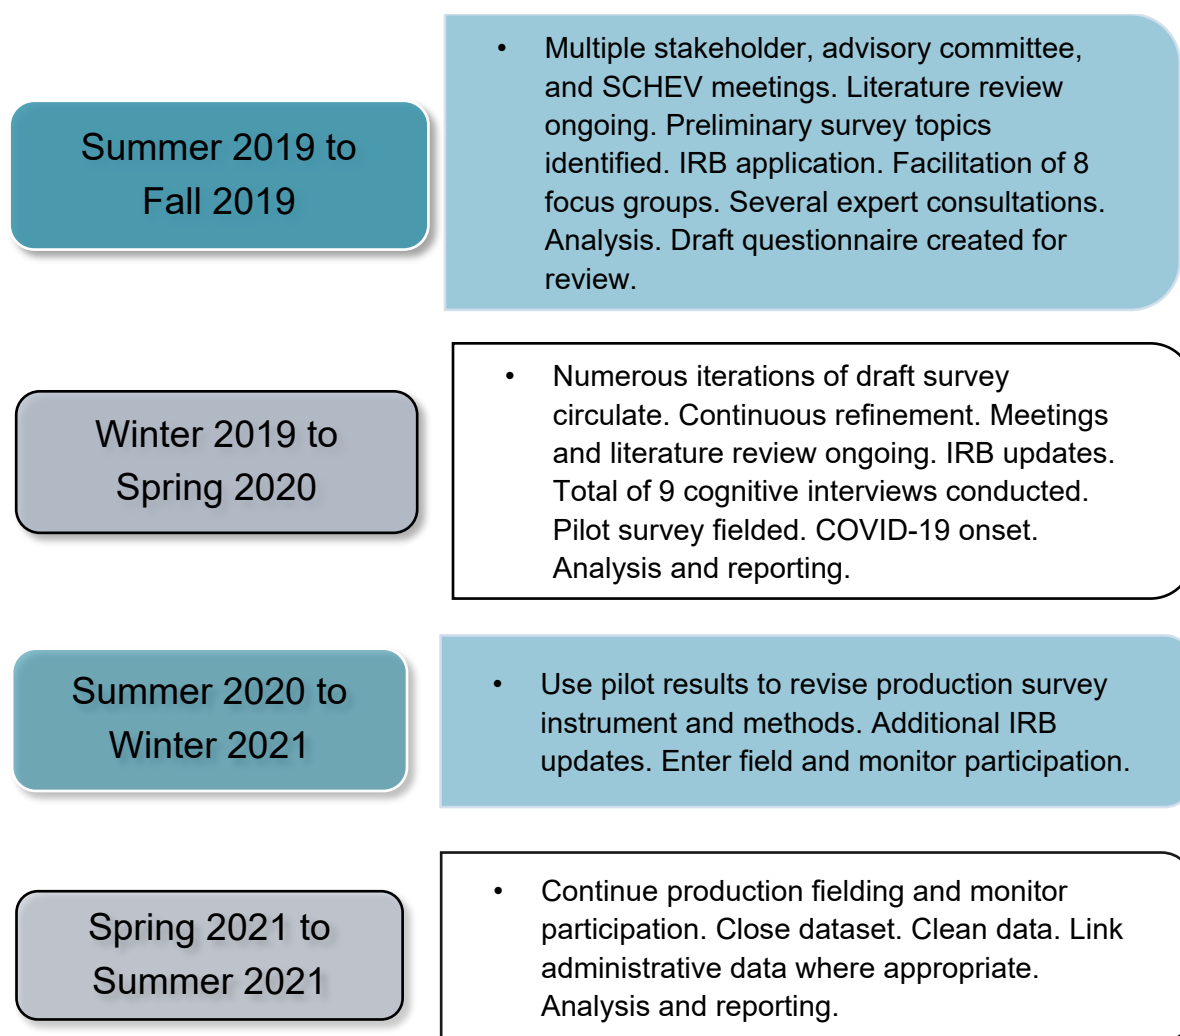 Summer 2019 to
Fall 2019
• Multiple stakeholder, advisory committee,
and SCHEV meetings. Literature review
ongoing. Preliminary survey topics
identified. IRB application. Facilitation of 8
focus groups. Several expert consultations.
Analysis. Draft questionnaire created for
review.
Winter 2019 to
Spring 2020
• Numerous iterations of draft survey
circulate. Continuous refinement. Meetings
and literature review ongoing. IRB updates.
Total of 9 cognitive interviews conducted.
Pilot survey fielded. COVID-19 onset.
Analysis and reporting.
Summer 2020 to
Winter 2021
• Use pilot results to revise production survey
instrument and methods. Additional IRB
updates. Enter field and monitor participation.
Spring 2021 to
Summer 2021
• Continue production fielding and monitor
participation. Close dataset. Clean data. Link
administrative data where appropriate.
Analysis and reporting.